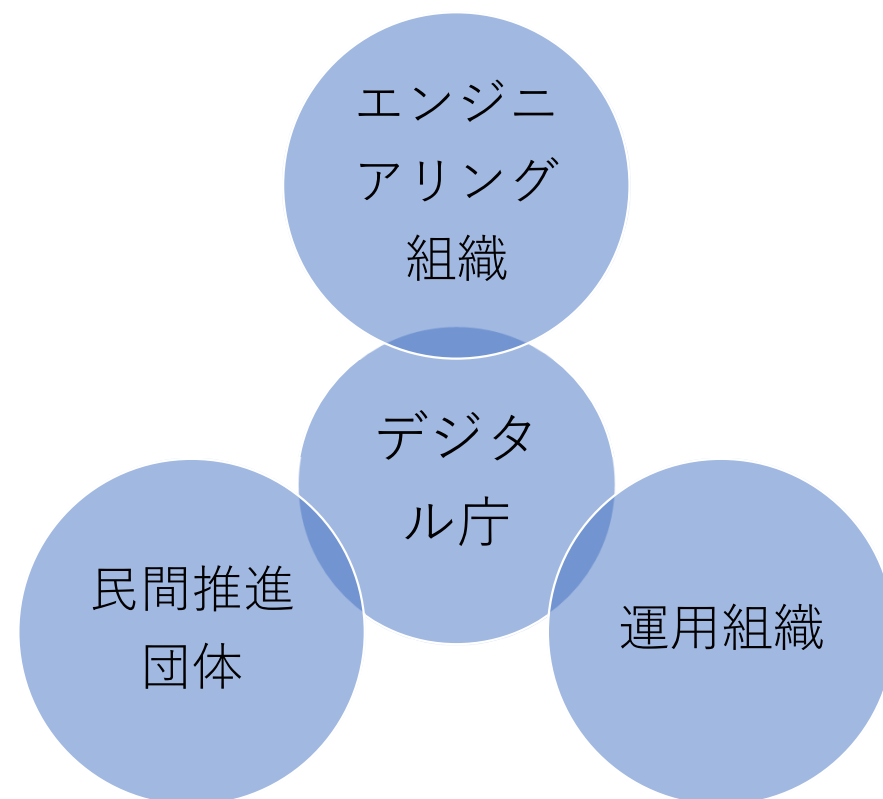 エンジニ
アリング
組織
デジタ
ル庁
民間推進
団体
運用組織